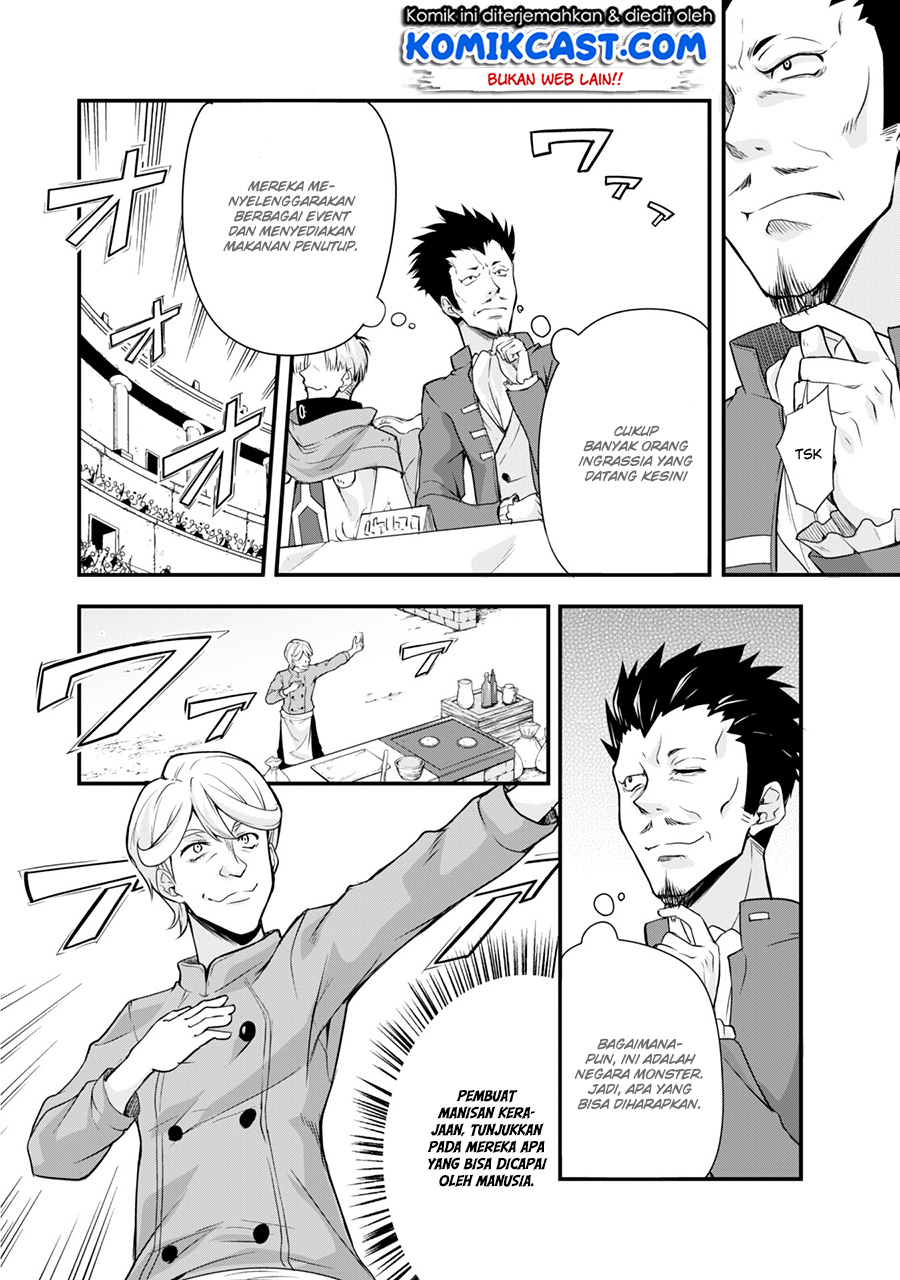 Komik ini diterjemahkan & diedit oleh
KOMIKCAST.COM
BUKAN WEB LAIN!!
TSK
ワァ
CUKUP
BANYAK ORANG
INGRASSIA YANG
DATANG KESINI
MEREKA ME-
NYELENGGARAKAN
BERBAGAI EVENT
DAN MENYEDIAKAN
MAKANAN PENUTUP.
オオオ
BAGAIMANA-
PUN, INI ADALAH
NEGARA MONSTER.
JADI, APA YANG
BISA DIHARAPKAN.
ワァ
ワァ
ワァ
PEMBUAT
MANISAN KERA-
JAAN, TUNJUKKAN
PADA MEREKA APA
YANG BISA DICAPAI
OLEH MANUSIA.